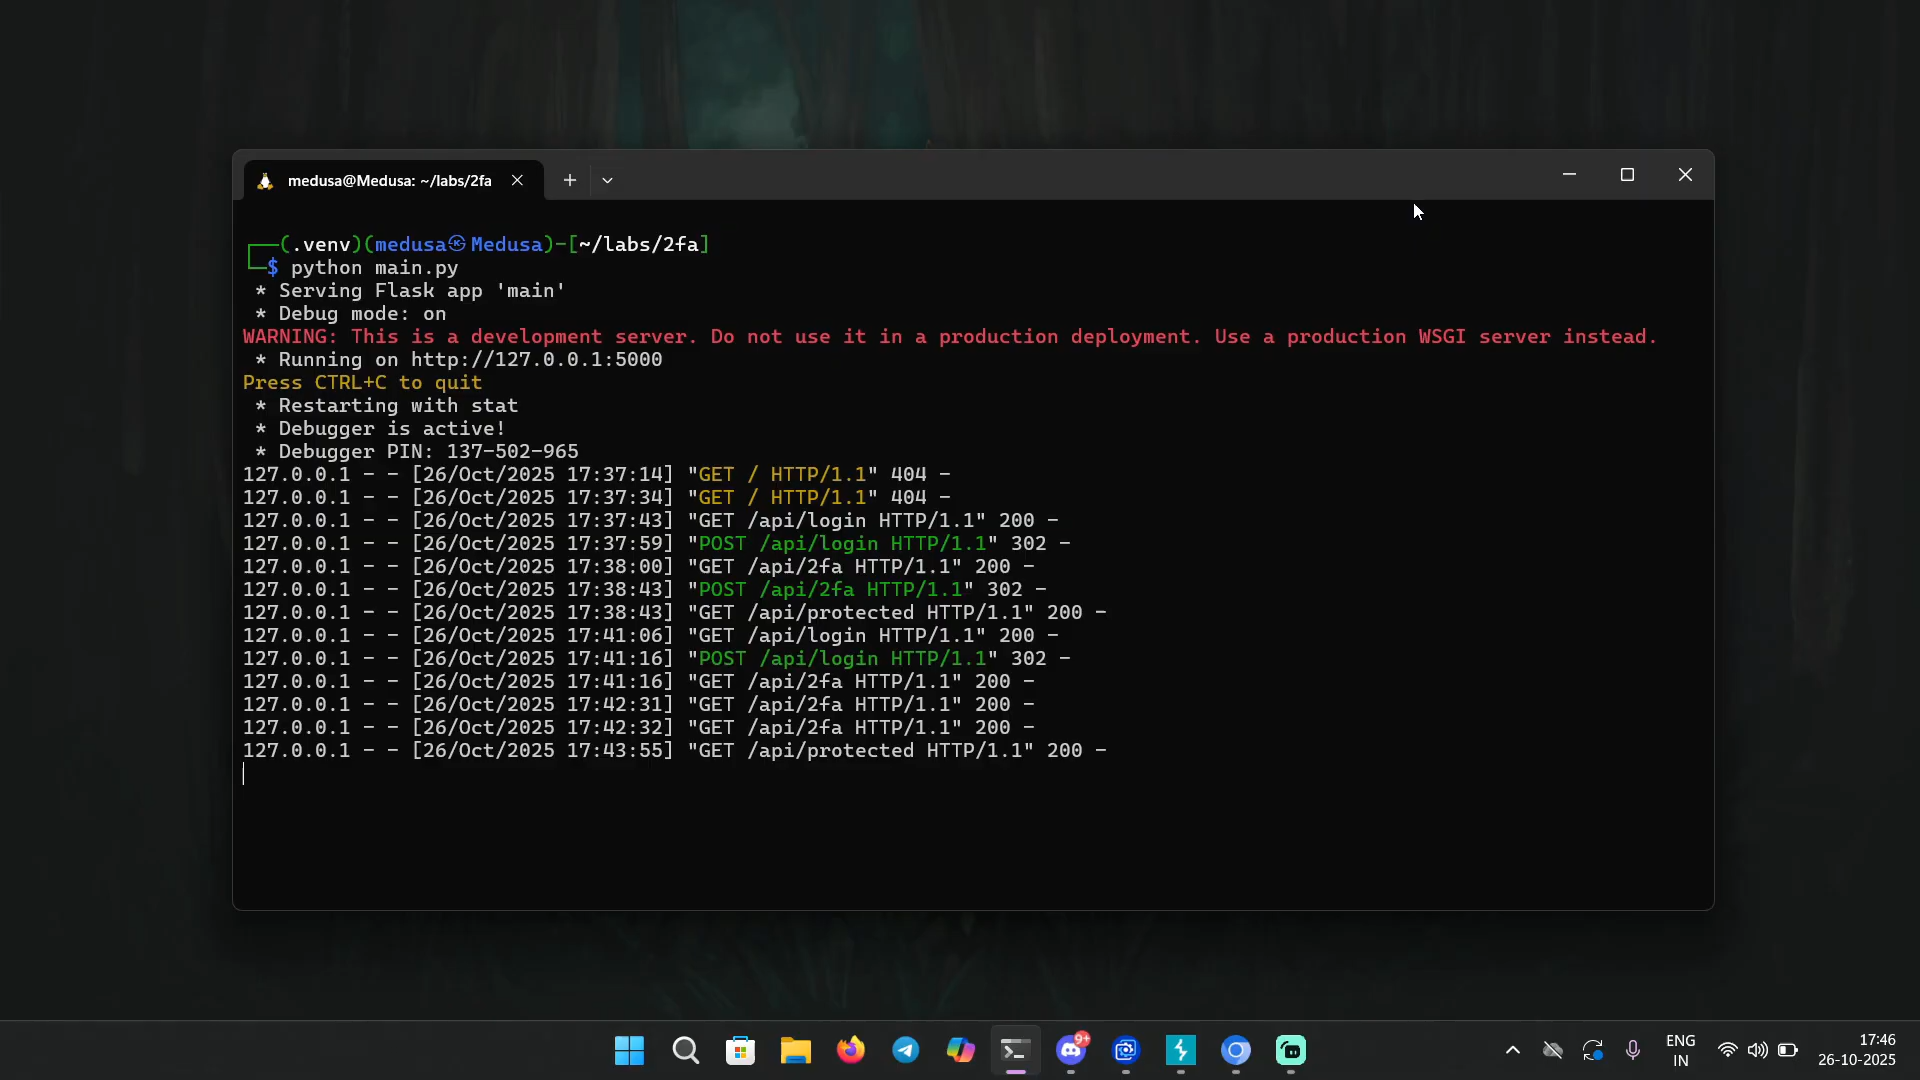 medusa@Medusa: ~/labs/2fa
┌──(.venv)(medusa㉿Medusa)-[~/labs/2fa]
└─$ python main.py
* Serving Flask app 'main'
* Debug mode: on
WARNING: This is a development server. Do not use it in a production deployment. Use a production WSGI server instead.
* Running on http://127.0.0.1:5000
Press CTRL+C to quit
* Restarting with stat
* Debugger is active!
* Debugger PIN: 137-502-965
127.0.0.1 - - [26/Oct/2025 17:37:14] "GET / HTTP/1.1" 404 -
127.0.0.1 - - [26/Oct/2025 17:37:34] "GET / HTTP/1.1" 404 -
127.0.0.1 - - [26/Oct/2025 17:37:43] "GET /api/login HTTP/1.1" 200 -
127.0.0.1 - - [26/Oct/2025 17:37:59] "POST /api/login HTTP/1.1" 302 -
127.0.0.1 - - [26/Oct/2025 17:38:00] "GET /api/2fa HTTP/1.1" 200 -
127.0.0.1 - - [26/Oct/2025 17:38:43] "POST /api/2fa HTTP/1.1" 302 -
127.0.0.1 - - [26/Oct/2025 17:38:43] "GET /api/protected HTTP/1.1" 200 -
127.0.0.1 - - [26/Oct/2025 17:41:06] "GET /api/login HTTP/1.1" 200 -
127.0.0.1 - - [26/Oct/2025 17:41:16] "POST /api/login HTTP/1.1" 302 -
127.0.0.1 - - [26/Oct/2025 17:41:16] "GET /api/2fa HTTP/1.1" 200 -
127.0.0.1 - - [26/Oct/2025 17:42:31] "GET /api/2fa HTTP/1.1" 200 -
127.0.0.1 - - [26/Oct/2025 17:42:32] "GET /api/2fa HTTP/1.1" 200 -
127.0.0.1 - - [26/Oct/2025 17:43:55] "GET /api/protected HTTP/1.1" 200 -
9+
ENG
IN
17:46
26-10-2025